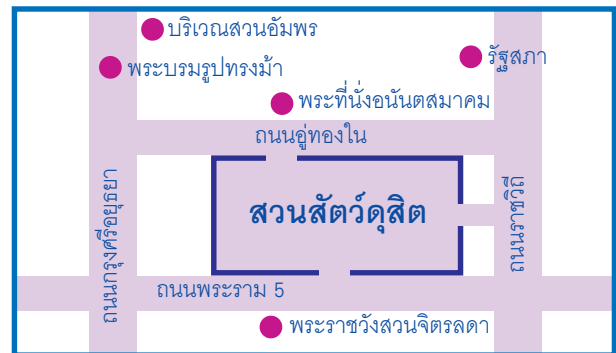 บริเวณสวนอัมพร
รัฐสภา
พระบรมรูปทรงม้า
พระที่นั่งอนันตสมาคม
ถนนอู่ทองใน
สวนสัตว์ดุสิต
ถนนกรุงศรีอยุธยา
ถนนราชวิถี
ถนนพระราม 5
พระราชวังสวนจิตรลดา